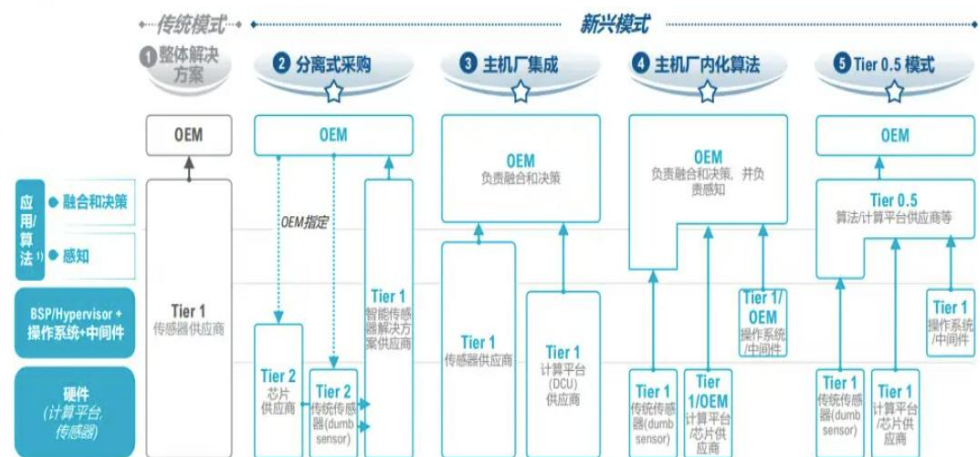 传统模式
新兴模式
1 整体解决
方案
2 分离式采购
3 主机厂集成
4 主机厂内化算法
5 Tier 0.5 模式
OEM
OEM
OEM
负责融合和决策
OEM
负责融合和决策，并负
责感知
OEM
应用/
算法1)
融合和决策
感知
BSP/Hypervisor +
操作系统+中间件
硬件
(计算平台,
传感器)
Tier 1
传感器供应商
OEM指定
Tier 2
芯片
供应商
Tier 2
传统传感
器(dumb
sensor)
Tier 1
智能传感
器解决方
案供应商
Tier 1
传感器供应商
Tier 1
计算平台
(DCU)
供应商
Tier 1
传统传感
器(dumb
sensor)
Tier
1/OEM
计算平台
/芯片供
应商
Tier 1/
OEM
操作系统
/中间件
Tier 0.5
算法/计算平台供应商等
Tier 1
传统传感
器(dumb
sensor)
Tier 1
计算平台
/芯片供
应商
Tier 1
操作系统
/中间件